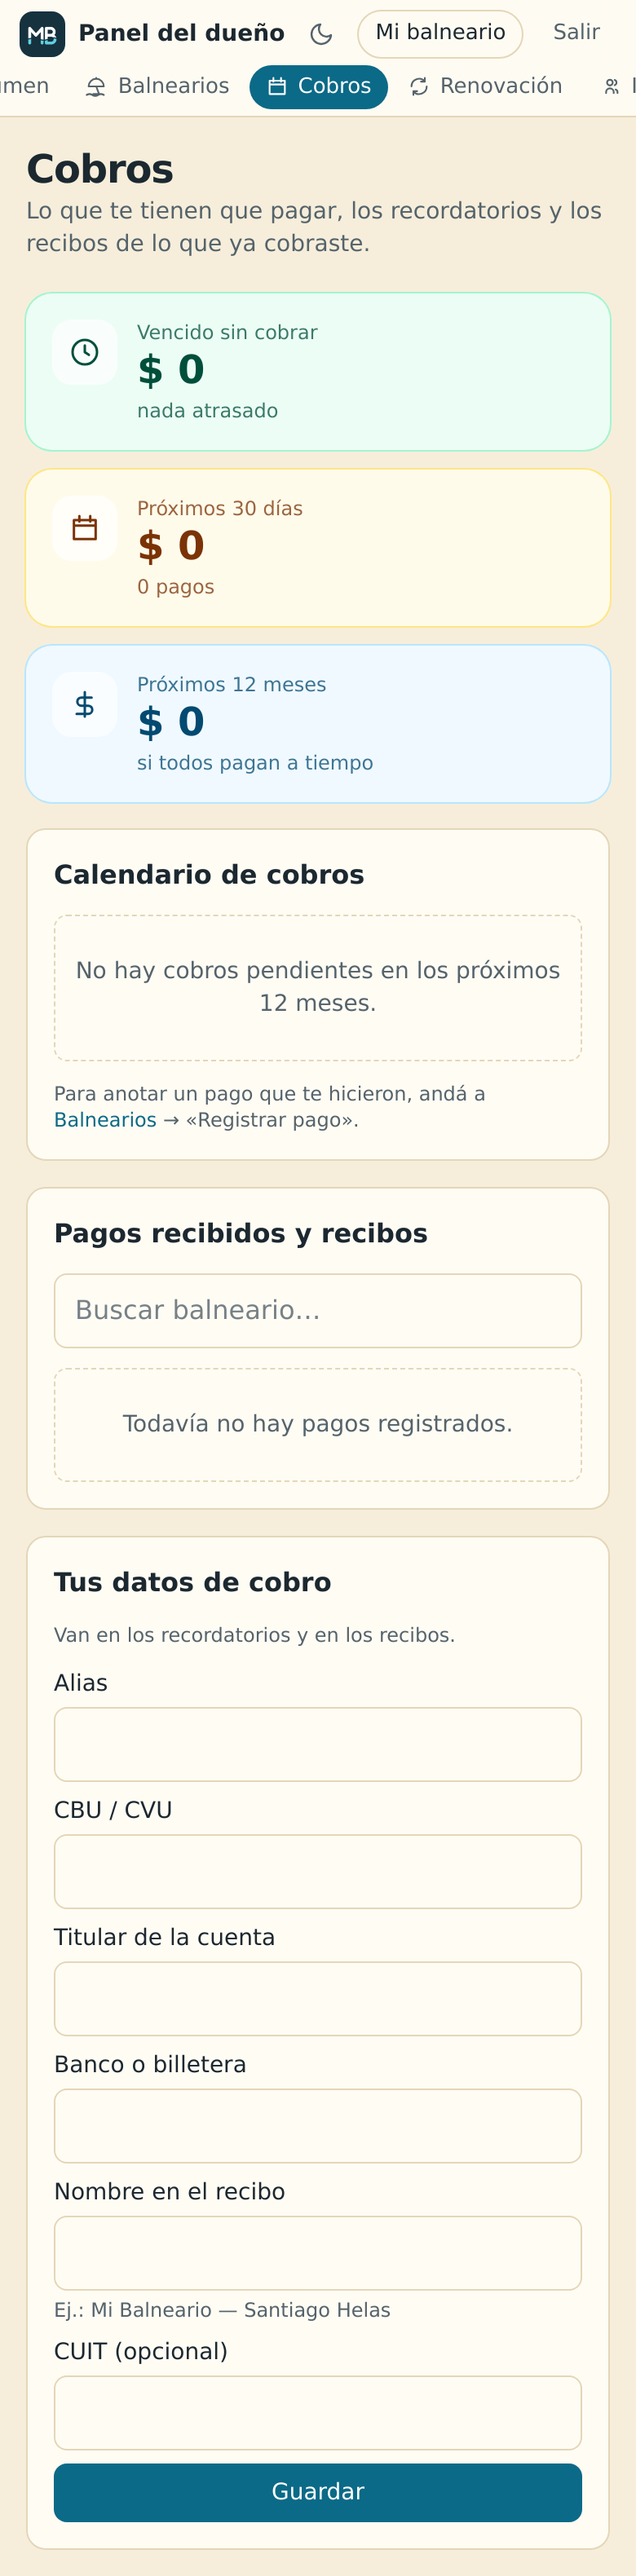 MB Panel del dueño Mi balneario Salir
men Balnearios Cobros Renovación
Cobros
Lo que te tienen que pagar, los recordatorios y los
recibos de lo que ya cobraste.
Vencido sin cobrar
$ 0
nada atrasado
Próximos 30 días
$ 0
0 pagos
Próximos 12 meses
$ 0
si todos pagan a tiempo
Calendario de cobros
No hay cobros pendientes en los próximos
12 meses.
Para anotar un pago que te hicieron, andá a
Balnearios → «Registrar pago».
Pagos recibidos y recibos
Buscar balneario...
Todavía no hay pagos registrados.
Tus datos de cobro
Van en los recordatorios y en los recibos.
Alias
CBU / CVU
Titular de la cuenta
Banco o billetera
Nombre en el recibo
Ej.: Mi Balneario — Santiago Helas
CUIT (opcional)
Guardar